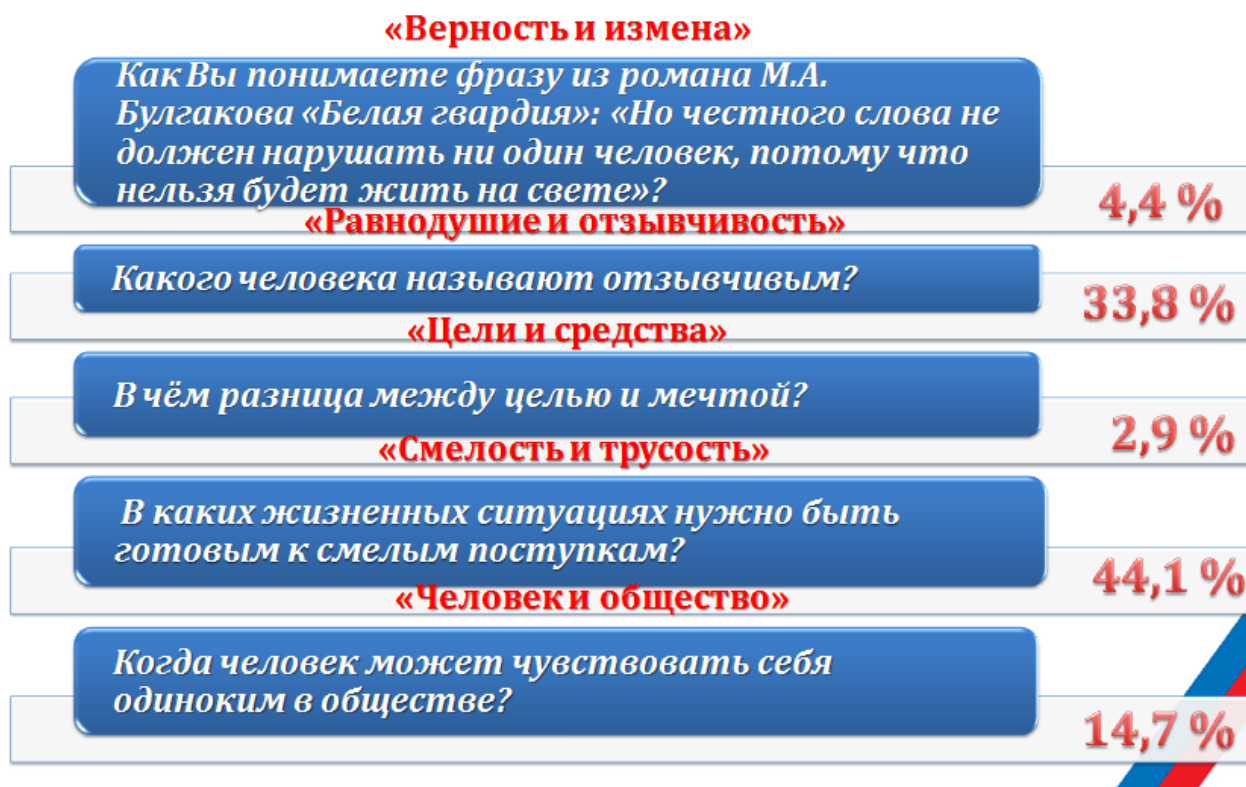 «Верность и измена»
Как Вы понимаете фразу из романа М.А.
Булгакова «Белая гвардия»: «Но честного слова не
должен нарушать ни один человек, потому что
нельзя будет жить на свете»?
4,4 %
«Равнодушие и отзывчивость»
Какого человека называют отзывчивым?
33,8 %
«Цели и средства»
В чём разница между целью и мечтой?
2,9 %
«Смелость и трусость»
В каких жизненных ситуациях нужно быть
готовым к смелым поступкам?
44,1 %
«Человек и общество»
Когда человек может чувствовать себя
одиноким в обществе?
14,7 %